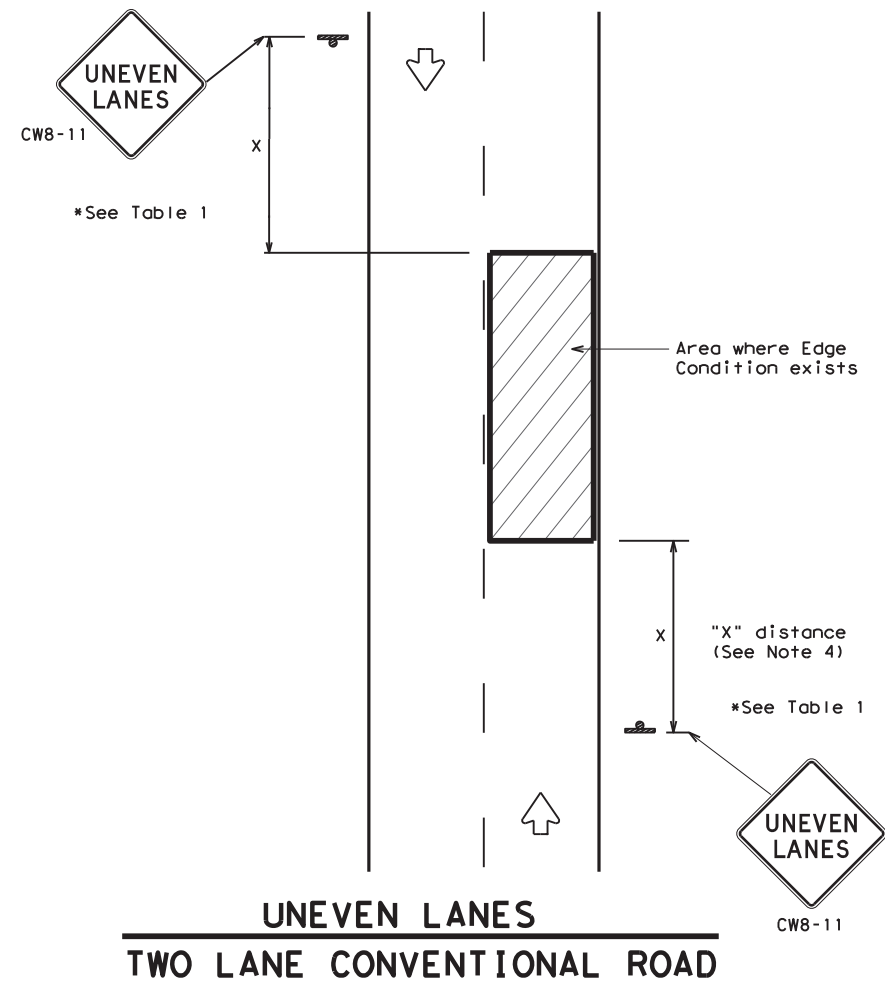 UNEVEN
LANES
CW8-11
X
*See Table 1
Area where Edge
Condition exists
X
"X" distance
(See Note 4)
*See Table 1
UNEVEN
LANES
CW8-11
UNEVEN LANES
TWO LANE CONVENTIONAL ROAD